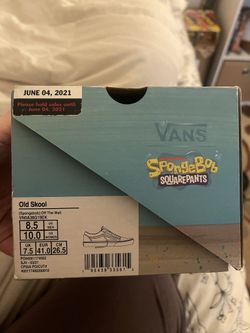 JUNE 04, 2021
Please hold sales until
JUNE 04, 2021
VANS
SpongeBob
SQUAREPANTS
Old Skool
(Spongebob) Off The Wall
8.5
10.0
7.5 41.0 26.5
UK EUR CM